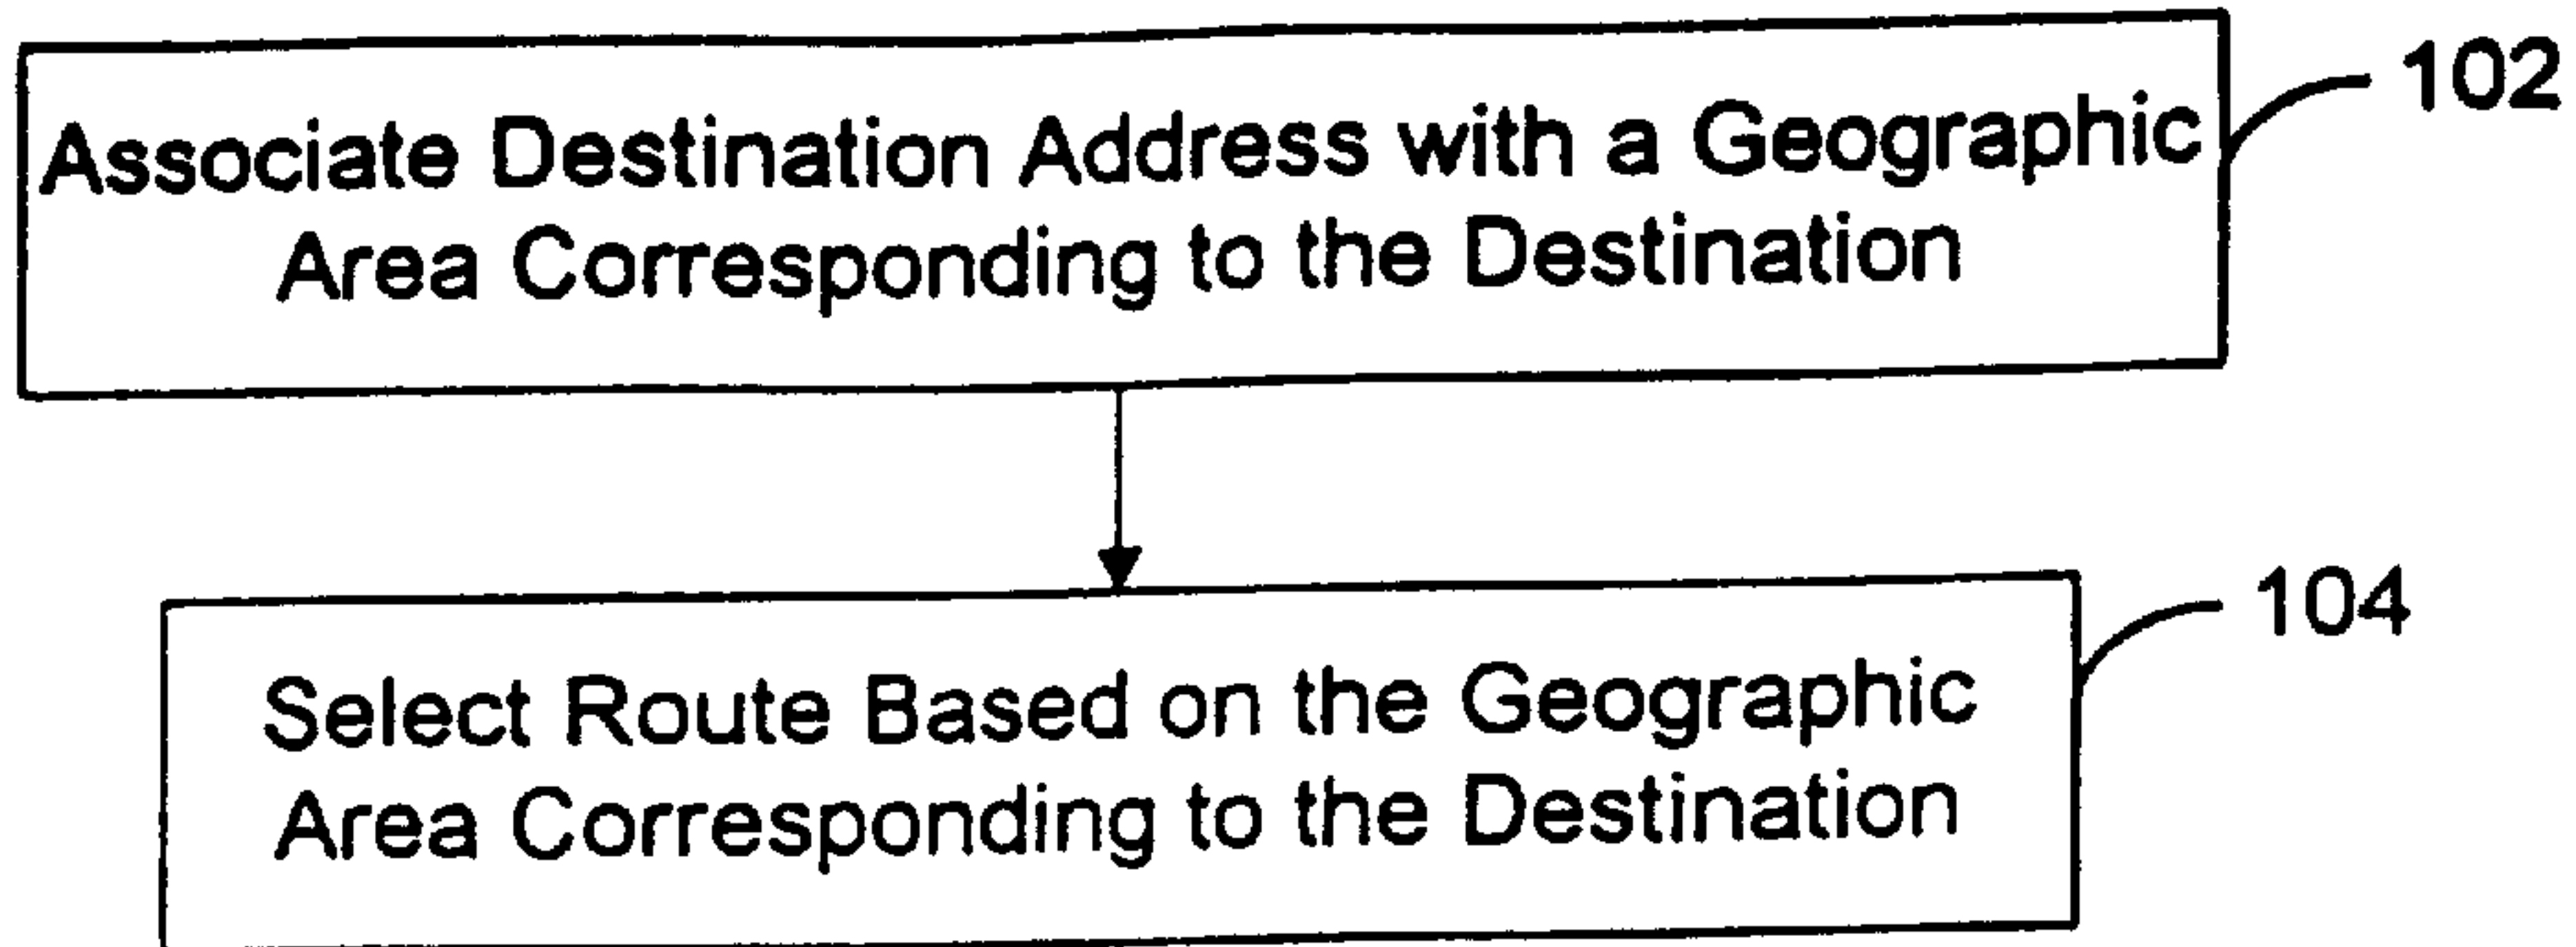 Associate Destination Address with a Geographic
Area Corresponding to the Destination
102
Select Route Based on the Geographic
Area Corresponding to the Destination
104